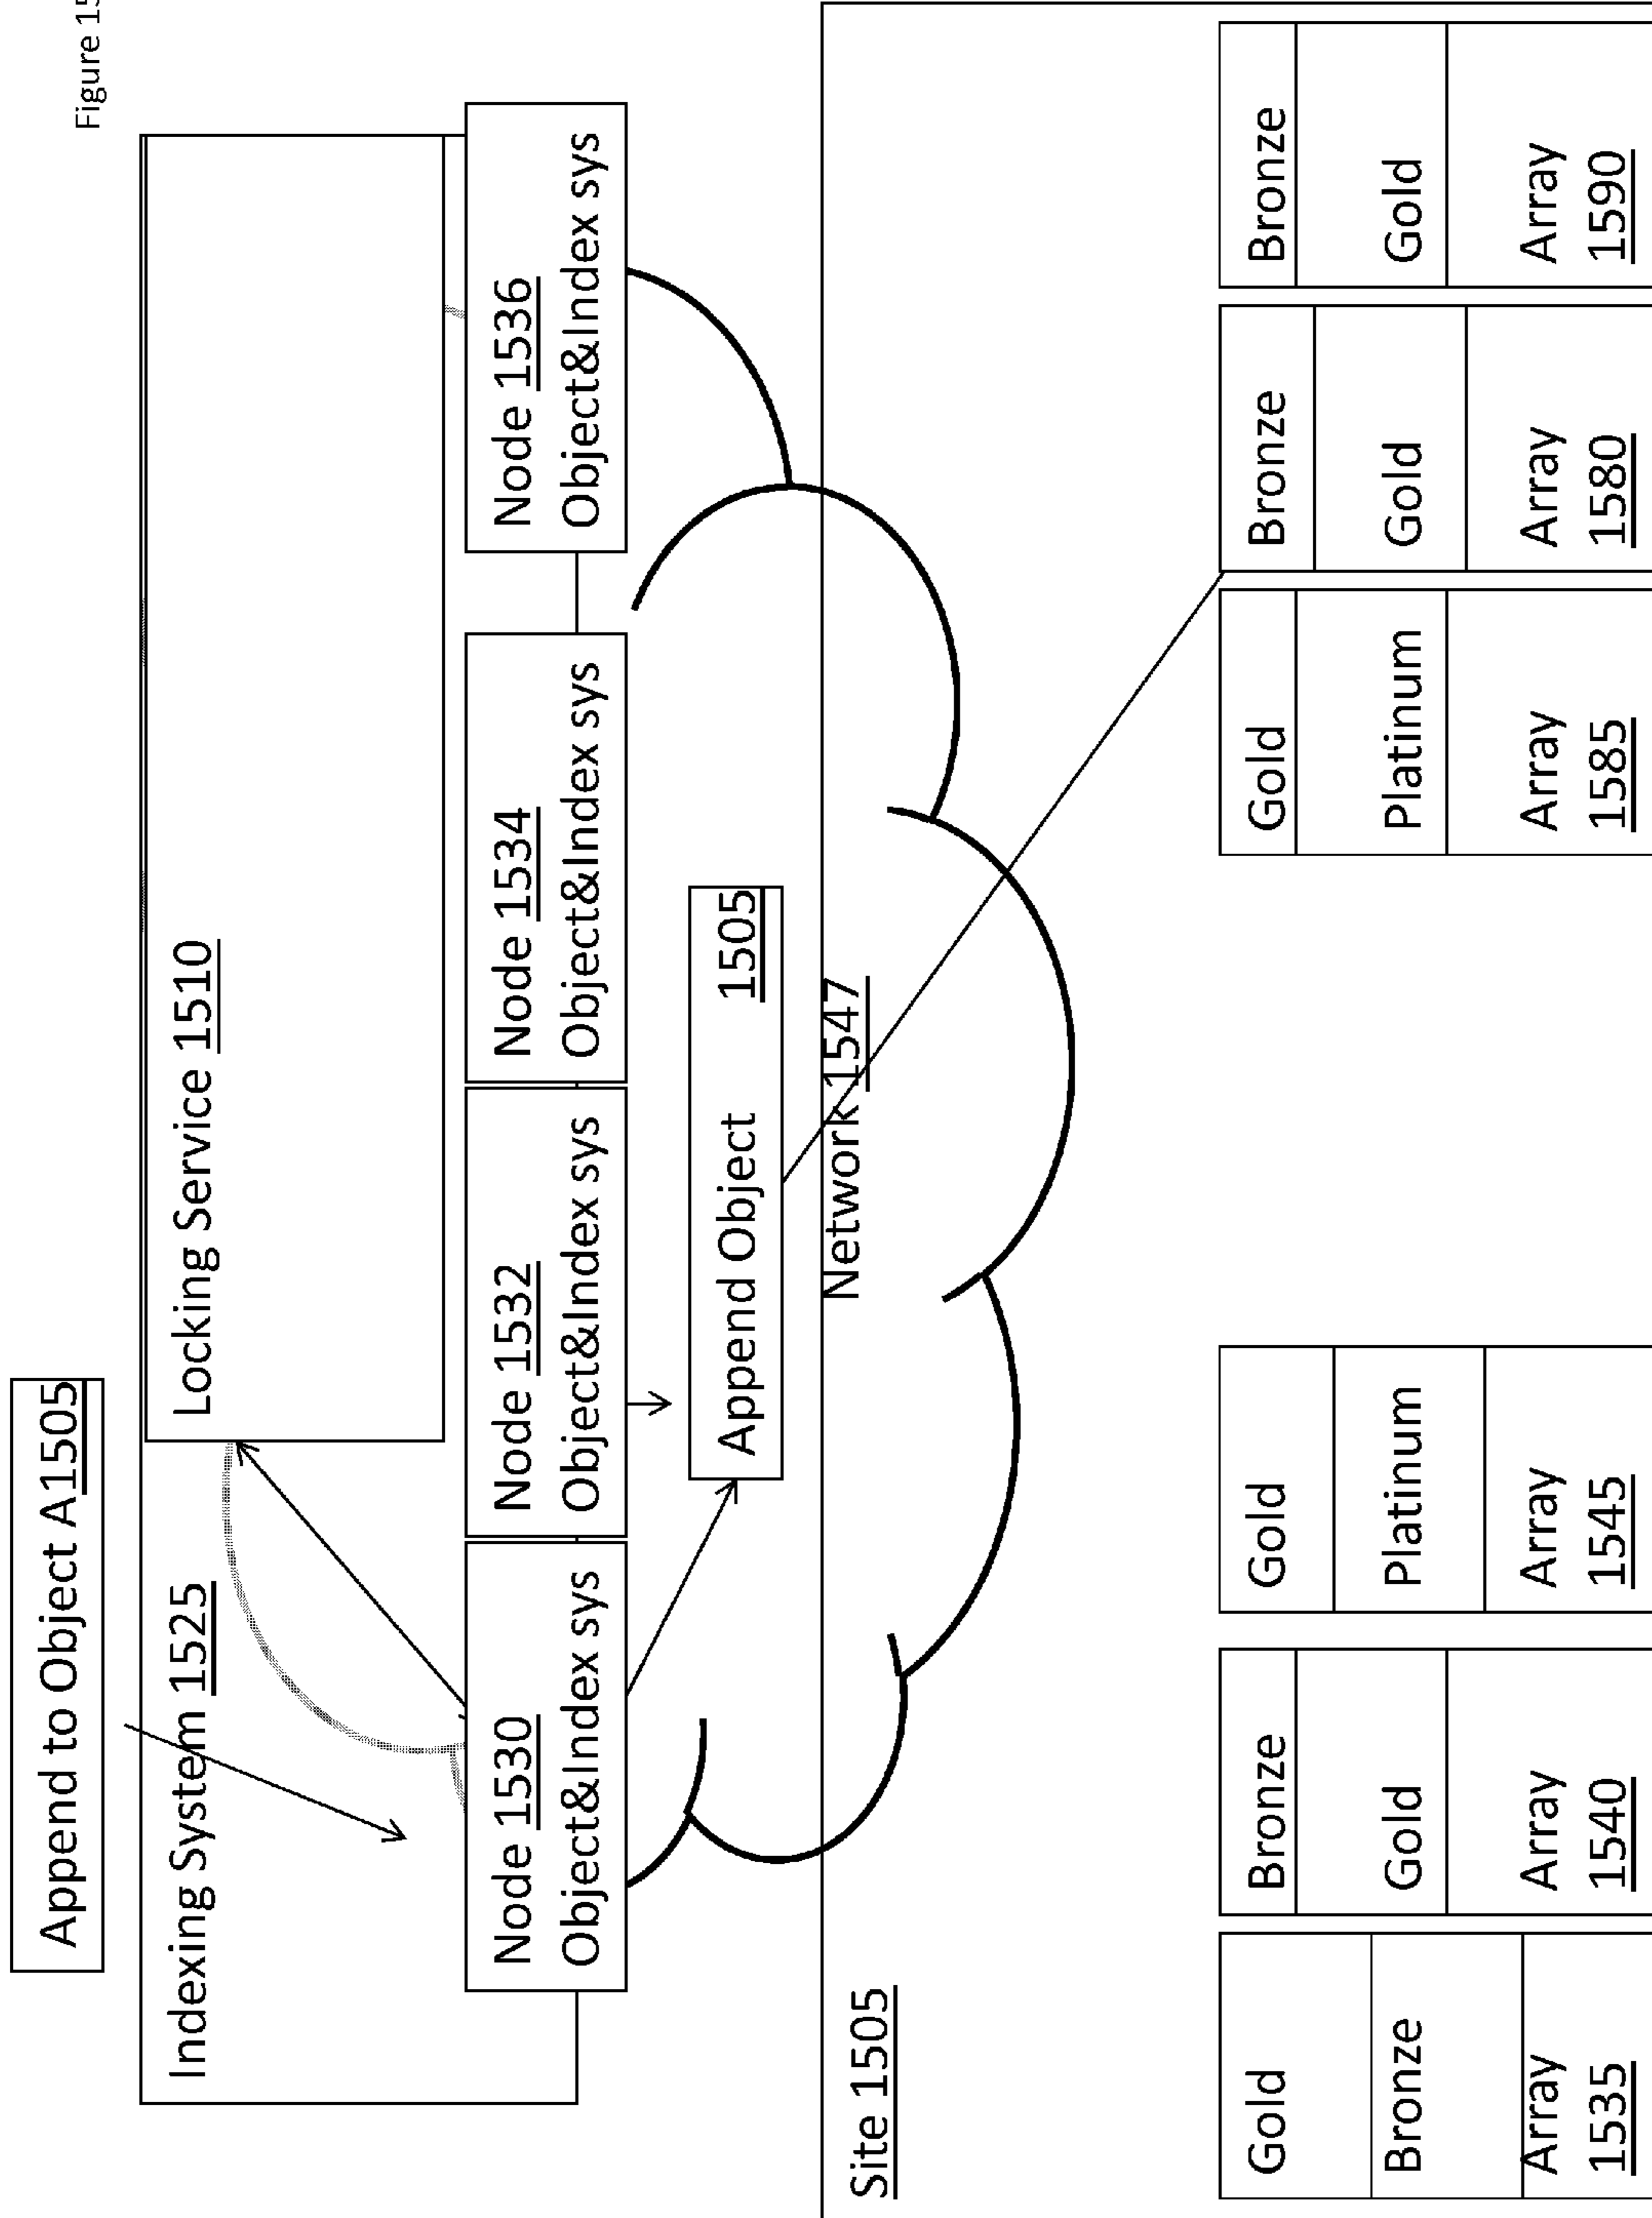 Figure 15
Append to Object A1505
Indexing System 1525
Locking Service 1510
Node 1530
Object&Index sys
Node 1532
Object&Index sys
Node 1534
Object&Index sys
Node 1536
Object&Index sys
Append Object 1505
Network 1547
Site 1505
Gold
Bronze
Array
1535
Bronze
Gold
Array
1540
Gold
Platinum
Array
1545
Gold
Platinum
Array
1585
Bronze
Gold
Array
1580
Bronze
Gold
Array
1590